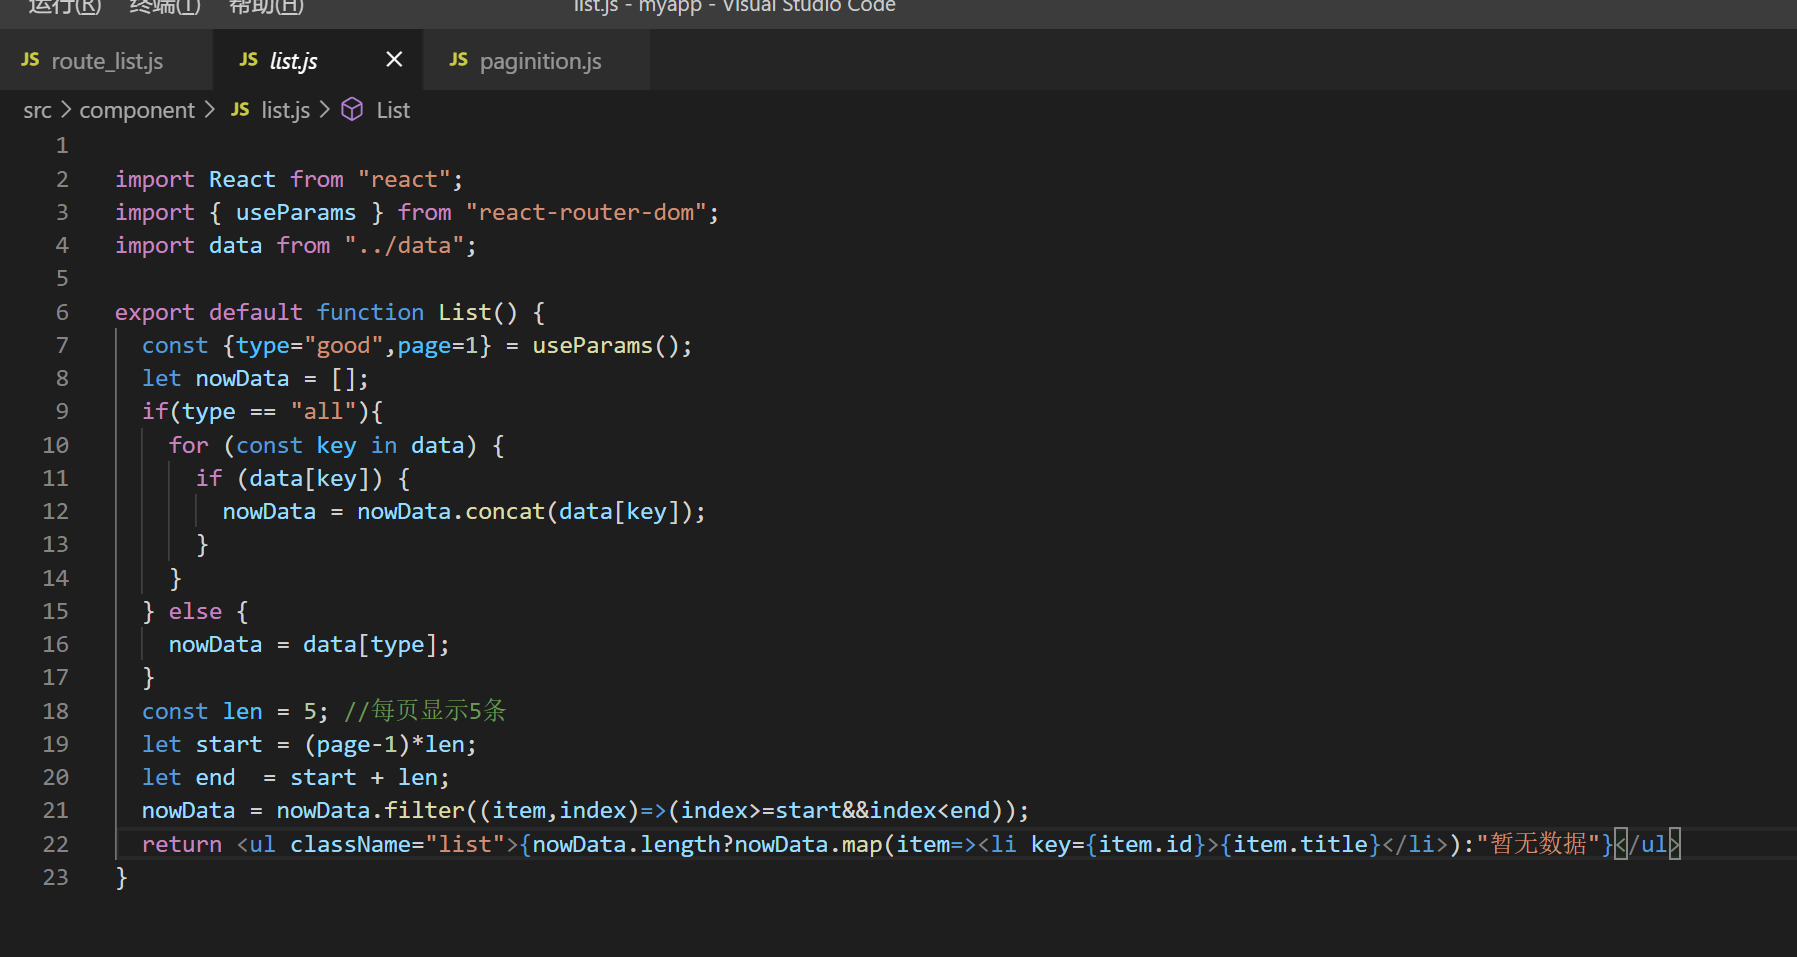 运行(R) 终端(T) 帮助(H) list.js - myapp - Visual Studio Code
JS route_list.js JS list.js JS paginition.js
src > component > JS list.js > List
1
2 import React from "react";
3 import { useParams } from "react-router-dom";
4 import data from "../data";
5
6 export default function List() {
7 const {type="good",page=1} = useParams();
8 let nowData = [];
9 if(type == "all"){
10 for (const key in data) {
11 if (data[key]) {
12 nowData = nowData.concat(data[key]);
13 }
14 }
15 } else {
16 nowData = data[type];
17 }
18 const len = 5; //每页显示5条
19 let start = (page-1)*len;
20 let end  = start + len;
21 nowData = nowData.filter((item,index)=>(index>=start&&index<end));
22 return <ul className="list">{nowData.length?nowData.map(item=><li key={item.id}>{item.title}</li>):"暂无数据"}</ul>
23 }